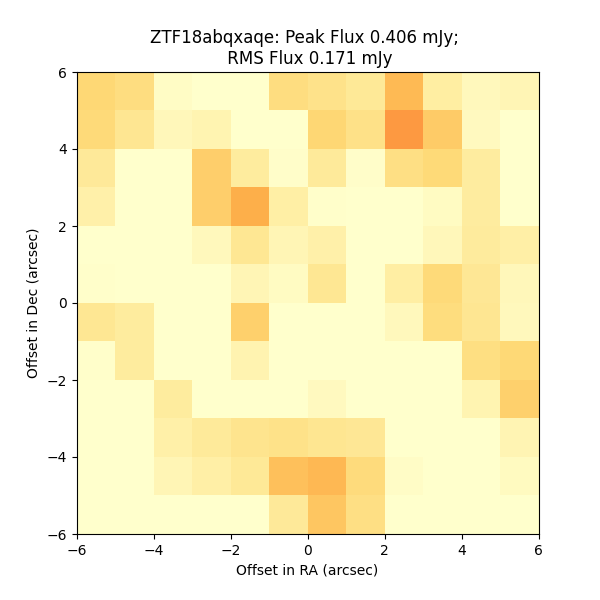 ZTF18abqxaqe: Peak Flux 0.406 mJy;
RMS Flux 0.171 mJy
6
4
2
0
−2
−4
−6
Offset in Dec (arcsec)
−6 −4 −2 0 2 4 6
Offset in RA (arcsec)